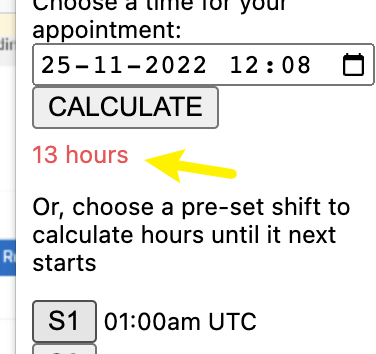 Choose a time for your
appointment:
25-11-2022 12:08
CALCULATE
13 hours
Or, choose a pre-set shift to
calculate hours until it next
starts
S1 01:00am UTC